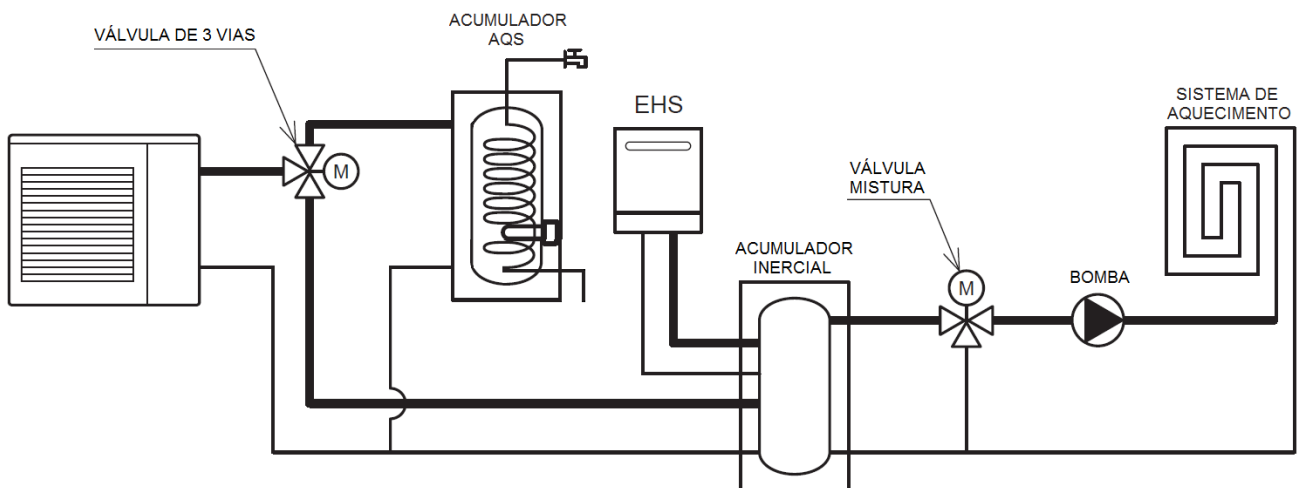 VÁLVULA DE 3 VIAS
ACUMULADOR
AQS
EHS
SISTEMA DE
AQUECIMENTO
VÁLVULA
MISTURA
ACUMULADOR
INERCIAL
BOMBA
M
M